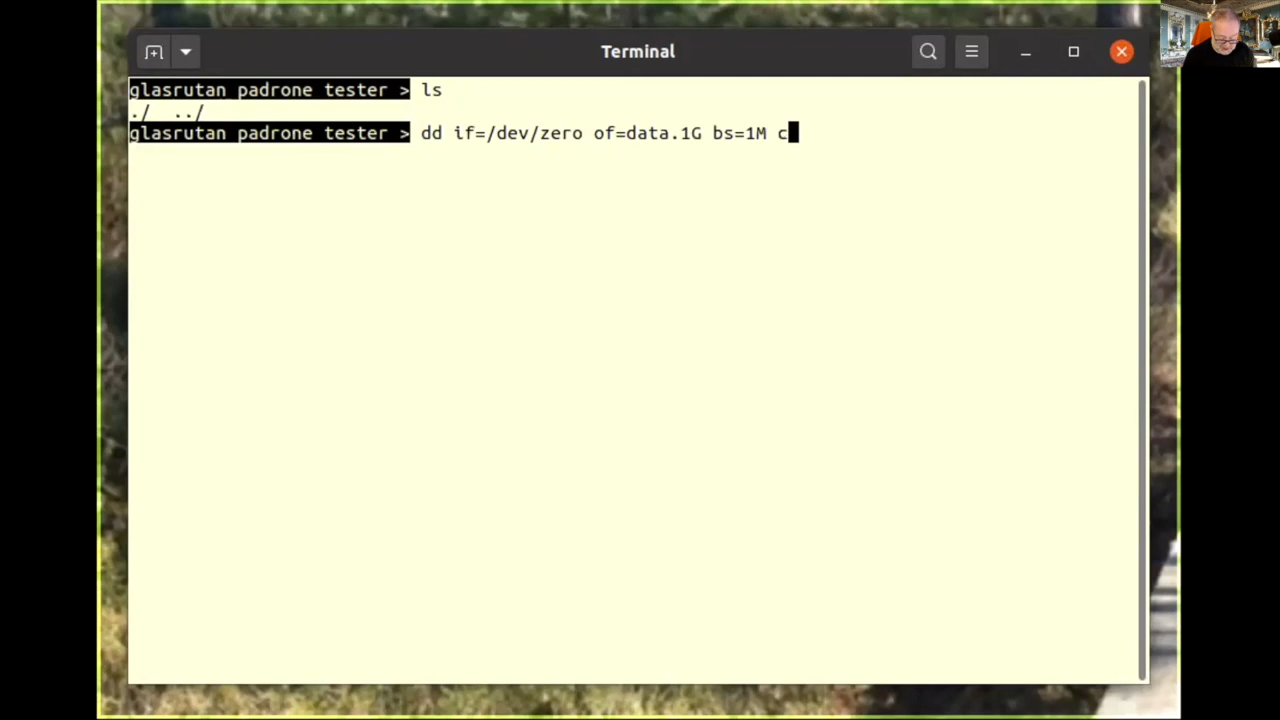 Terminal
glasrutan padrone tester > ls
./  ../
glasrutan padrone tester > dd if=/dev/zero of=data.1G bs=1M c